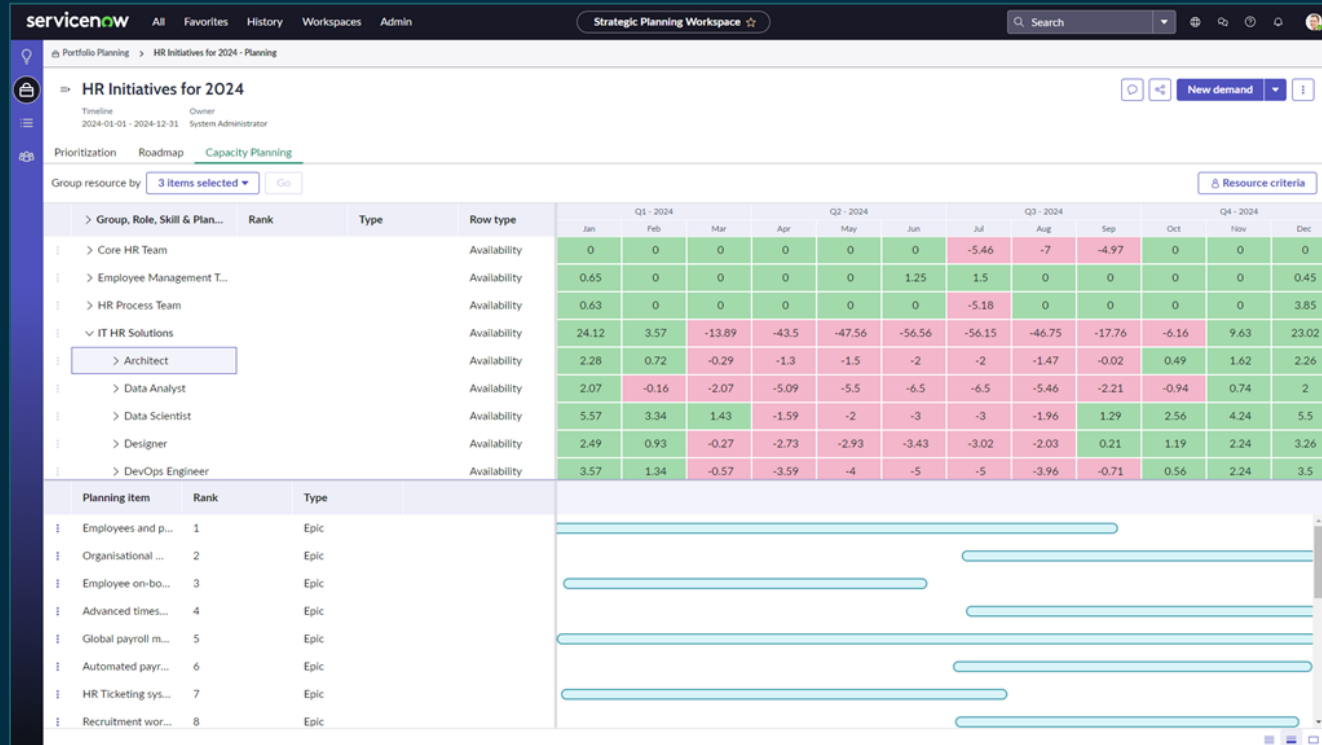 servicenow All Favorites History Workspaces Admin Strategic Planning Workspace Search
Portfolio Planning > HR Initiatives for 2024 - Planning
HR Initiatives for 2024 New demand
Timeline Owner
2024-01-01 - 2024-12-31 System Administrator
Prioritization Roadmap Capacity Planning
Group resource by 3 items selected Go Resource criteria
Q1 - 2024 Q2 - 2024 Q3 - 2024 Q4 - 2024
Group, Role, Skill & Plan... Rank Type Row type Jan Feb Mar Apr May Jun Jul Aug Sep Oct Nov Dec
Core HR Team Availability 0 0 0 0 0 0 -5.46 -7 -4.97 0 0 0
Employee Management T... Availability 0.65 0 0 0 0 1.25 1.5 0 0 0 0 0.45
HR Process Team Availability 0.63 0 0 0 0 0 -5.18 0 0 0 0 3.85
IT HR Solutions Availability 24.12 3.57 -13.89 -43.5 -47.56 -56.56 -56.15 -46.75 -17.76 -6.16 9.63 23.02
Architect Availability 2.28 0.72 -0.29 -1.3 -1.5 -2 -2 -1.47 -0.02 0.49 1.62 2.26
Data Analyst Availability 2.07 -0.16 -2.07 -5.09 -5.5 -6.5 -6.5 -5.46 -2.21 -0.94 0.74 2
Data Scientist Availability 5.57 3.34 1.43 -1.59 -2 -3 -3 -1.96 1.29 2.56 4.24 5.5
Designer Availability 2.49 0.93 -0.27 -2.73 -2.93 -3.43 -3.02 -2.03 0.21 1.19 2.24 3.26
DevOps Engineer Availability 3.57 1.34 -0.57 -3.59 -4 -5 -5 -3.96 -0.71 0.56 2.24 3.5
Planning item Rank Type
Employees and p... 1 Epic
Organisational ... 2 Epic
Employee on-bo... 3 Epic
Advanced times... 4 Epic
Global payroll m... 5 Epic
Automated payr... 6 Epic
HR Ticketing sys... 7 Epic
Recruitment wor... 8 Epic